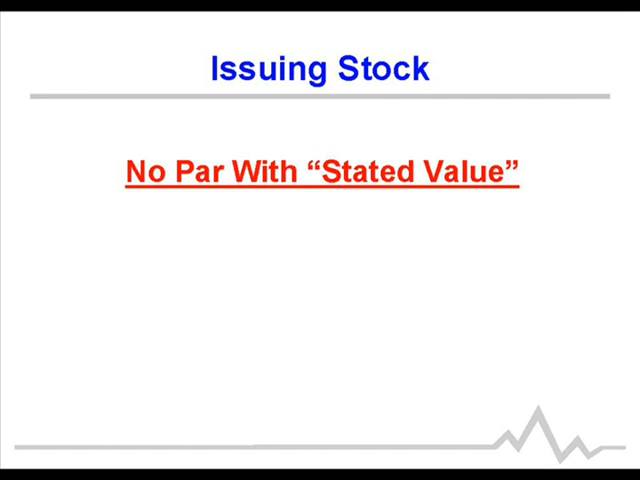 Issuing Stock
No Par With “Stated Value”